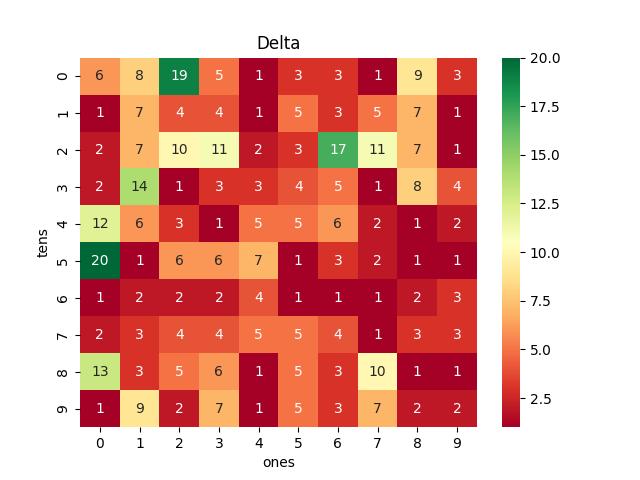 Delta
0 6 8 19 5 1 3 3 1 9 3
1 1 7 4 4 1 5 3 5 7 1
2 2 7 10 11 2 3 17 11 7 1
3 2 14 1 3 3 4 5 1 8 4
4 12 6 3 1 5 5 6 2 1 2
5 20 1 6 6 7 1 3 2 1 1
6 1 2 2 2 4 1 1 1 2 3
7 2 3 4 4 5 5 4 1 3 3
8 13 3 5 6 1 5 3 10 1 1
9 1 9 2 7 1 5 3 7 2 2
0 1 2 3 4 5 6 7 8 9
ones
tens
20.0
17.5
15.0
12.5
10.0
7.5
5.0
2.5